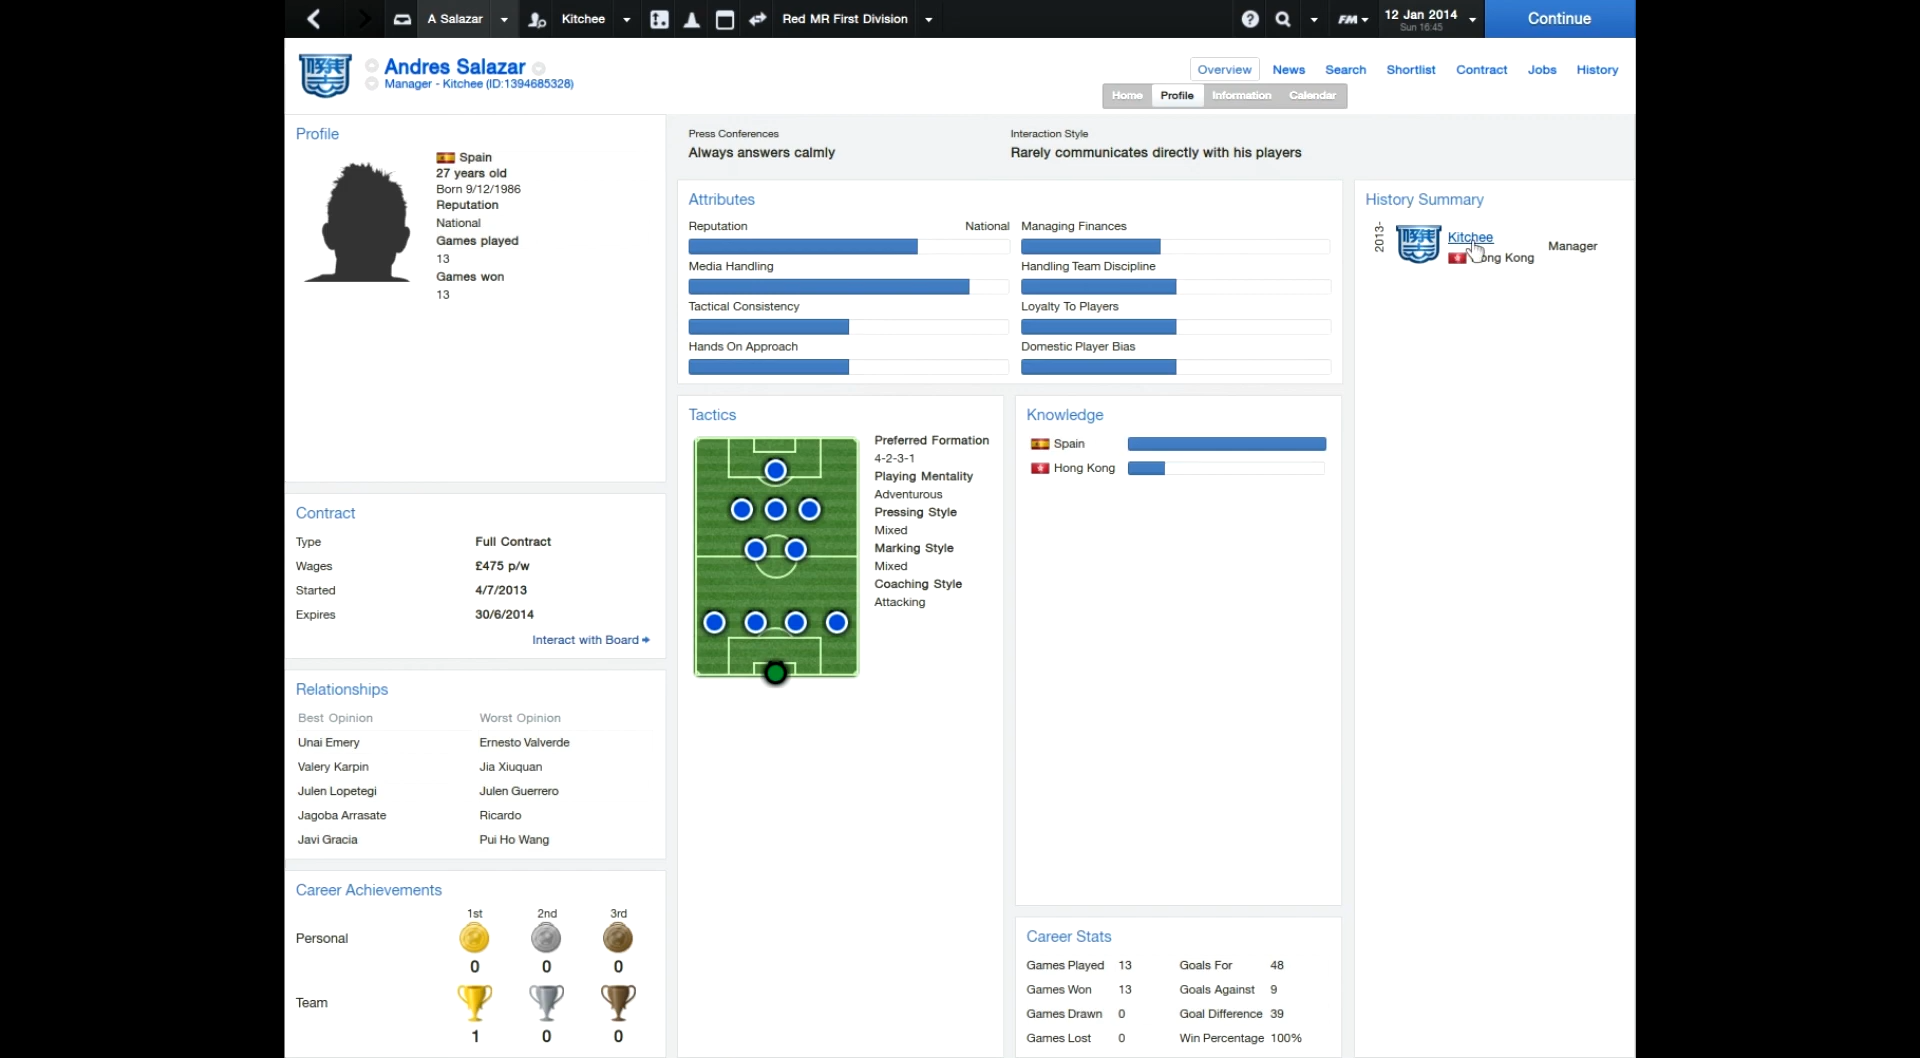 A Salazar
Kitchee
Red MR First Division
FM
12 Jan 2014
Sun 16:45
Continue
Andres Salazar
Manager - Kitchee (ID:1394685328)
Overview News Search Shortlist Contract Jobs History
Home Profile Information Calendar
Profile
Spain
27 years old
Born 9/12/1986
Reputation
National
Games played
13
Games won
13
Contract
Type Full Contract
Wages £475 p/w
Started 4/7/2013
Expires 30/6/2014
Interact with Board
Relationships
Best Opinion Worst Opinion
Unai Emery Ernesto Valverde
Valery Karpin Jia Xiuquan
Julen Lopetegi Julen Guerrero
Jagoba Arrasate Ricardo
Javi Gracia Pui Ho Wang
Career Achievements
1st 2nd 3rd
Personal
0 0 0
Team
1 0 0
Press Conferences
Always answers calmly
Interaction Style
Rarely communicates directly with his players
Attributes
Reputation National Managing Finances
Media Handling Handling Team Discipline
Tactical Consistency Loyalty To Players
Hands On Approach Domestic Player Bias
Tactics
Preferred Formation
4-2-3-1
Playing Mentality
Adventurous
Pressing Style
Mixed
Marking Style
Mixed
Coaching Style
Attacking
Knowledge
Spain
Hong Kong
Career Stats
Games Played 13 Goals For 48
Games Won 13 Goals Against 9
Games Drawn 0 Goal Difference 39
Games Lost 0 Win Percentage 100%
History Summary
2013-
Kitchee
ong Kong
Manager